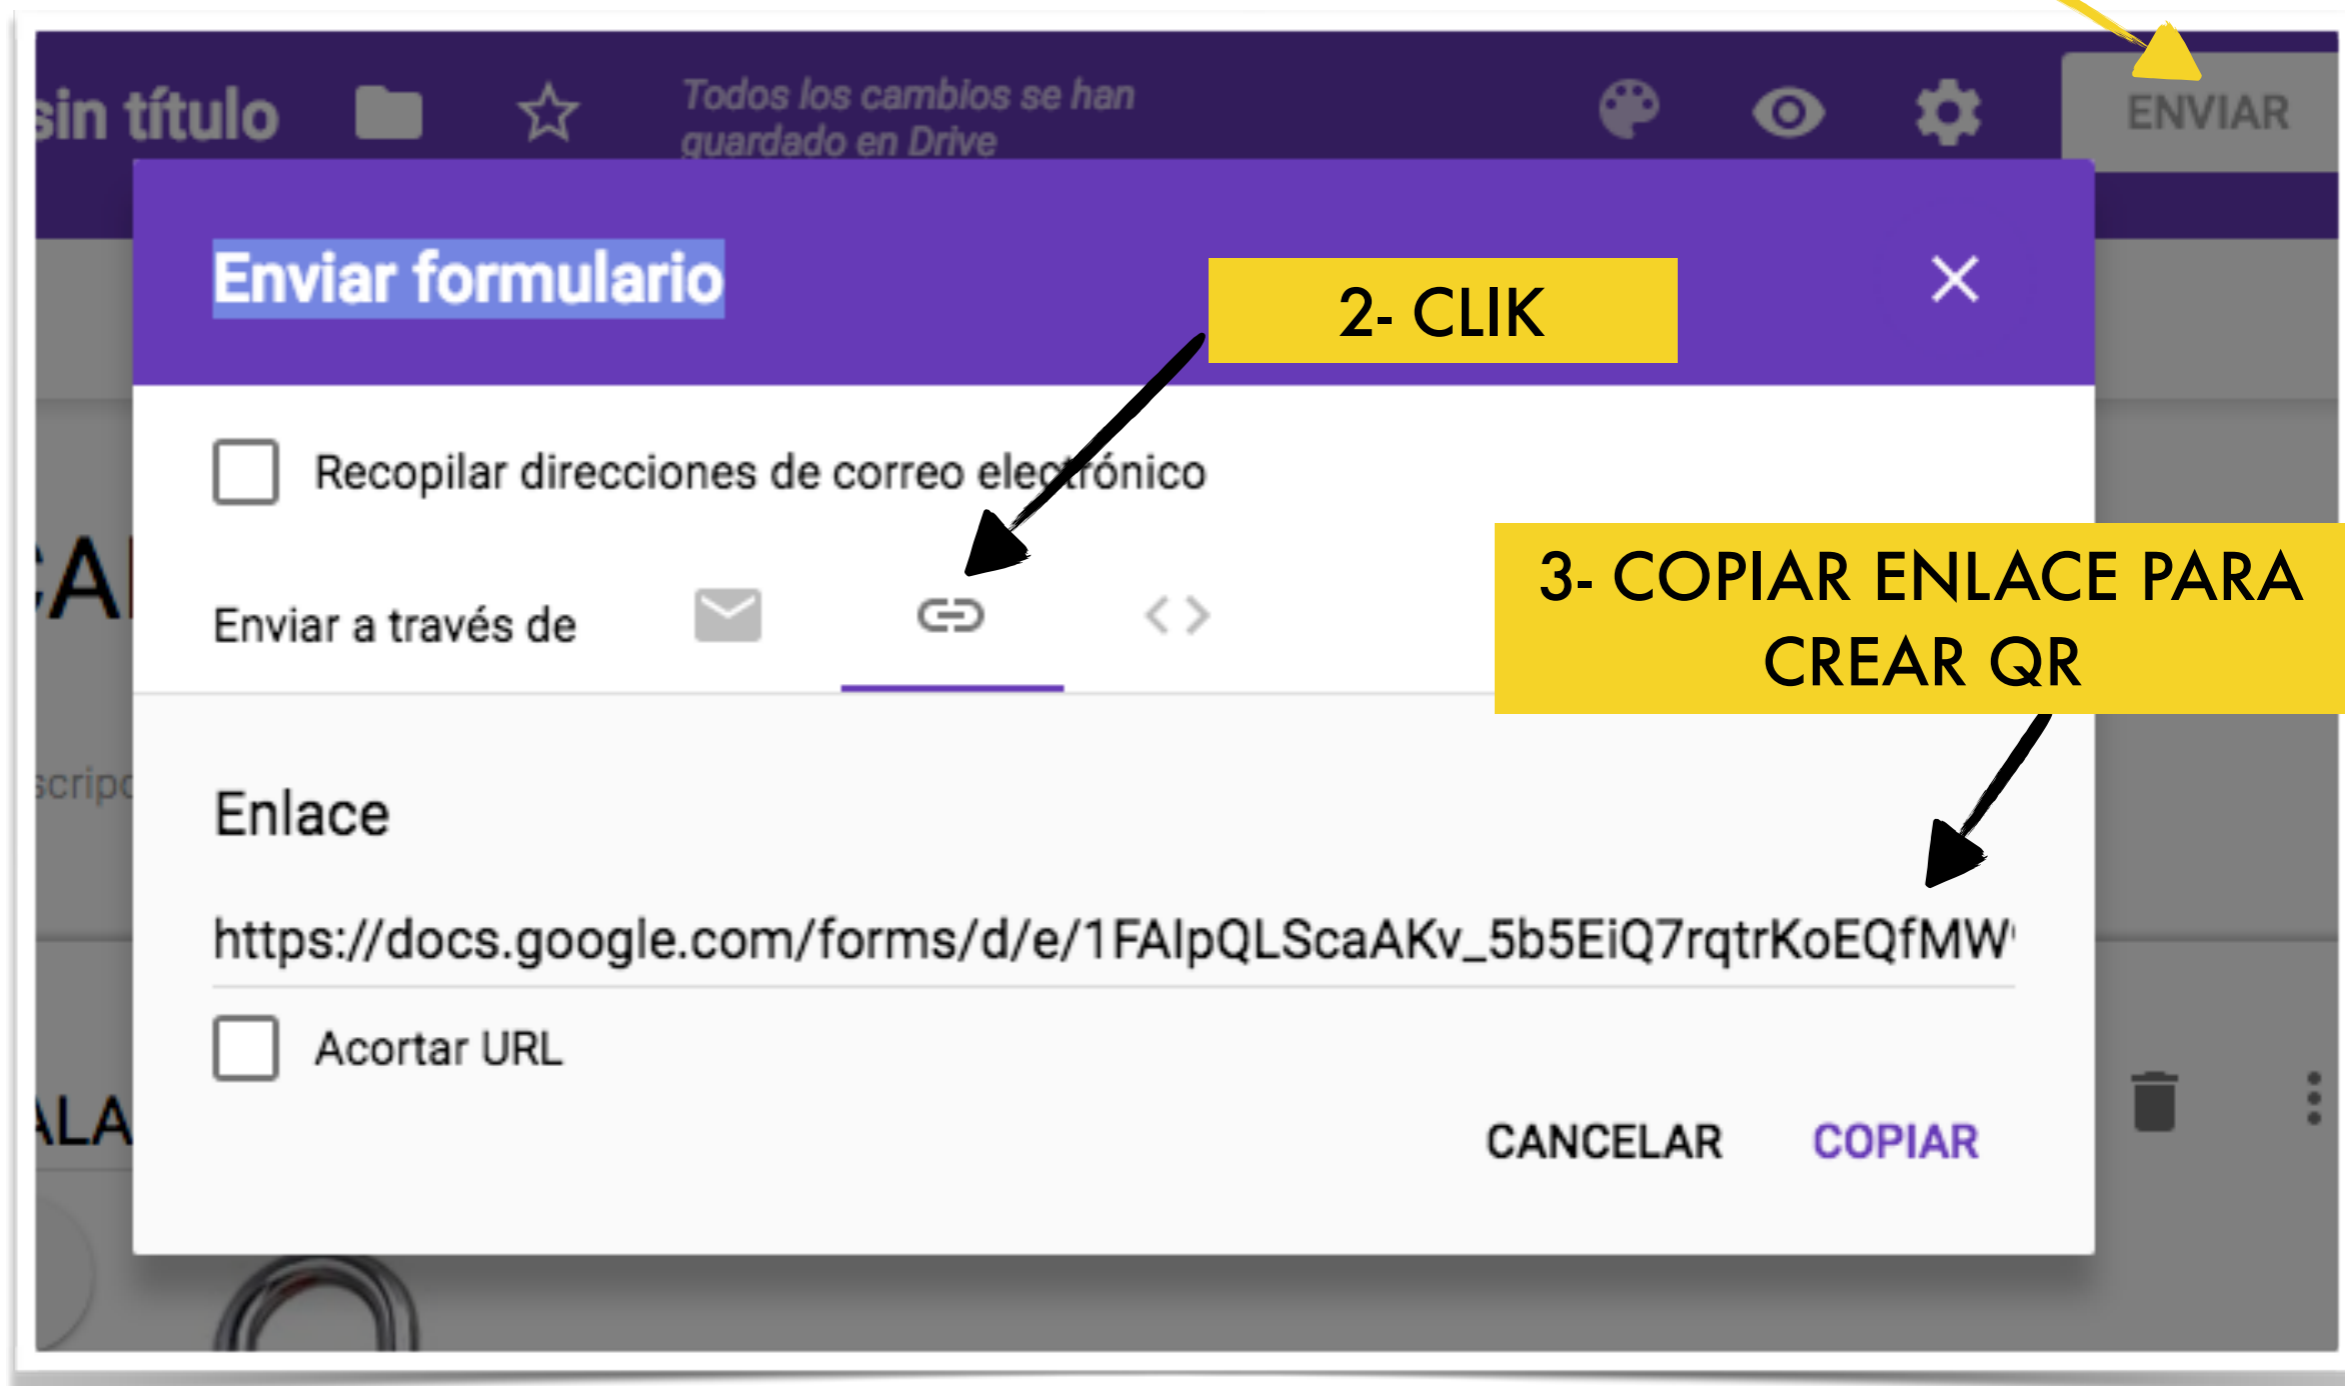 sin título
Todos los cambios se han
guardado en Drive
ENVIAR
Enviar formulario
2- CLIK
Recopilar direcciones de correo electrónico
3- COPIAR ENLACE PARA
CREAR QR
Enviar a través de
Enlace
https://docs.google.com/forms/d/e/1FAIpQLScaAKv_5b5EiQ7rqtrKoEQfMW
Acortar URL
CANCELAR COPIAR